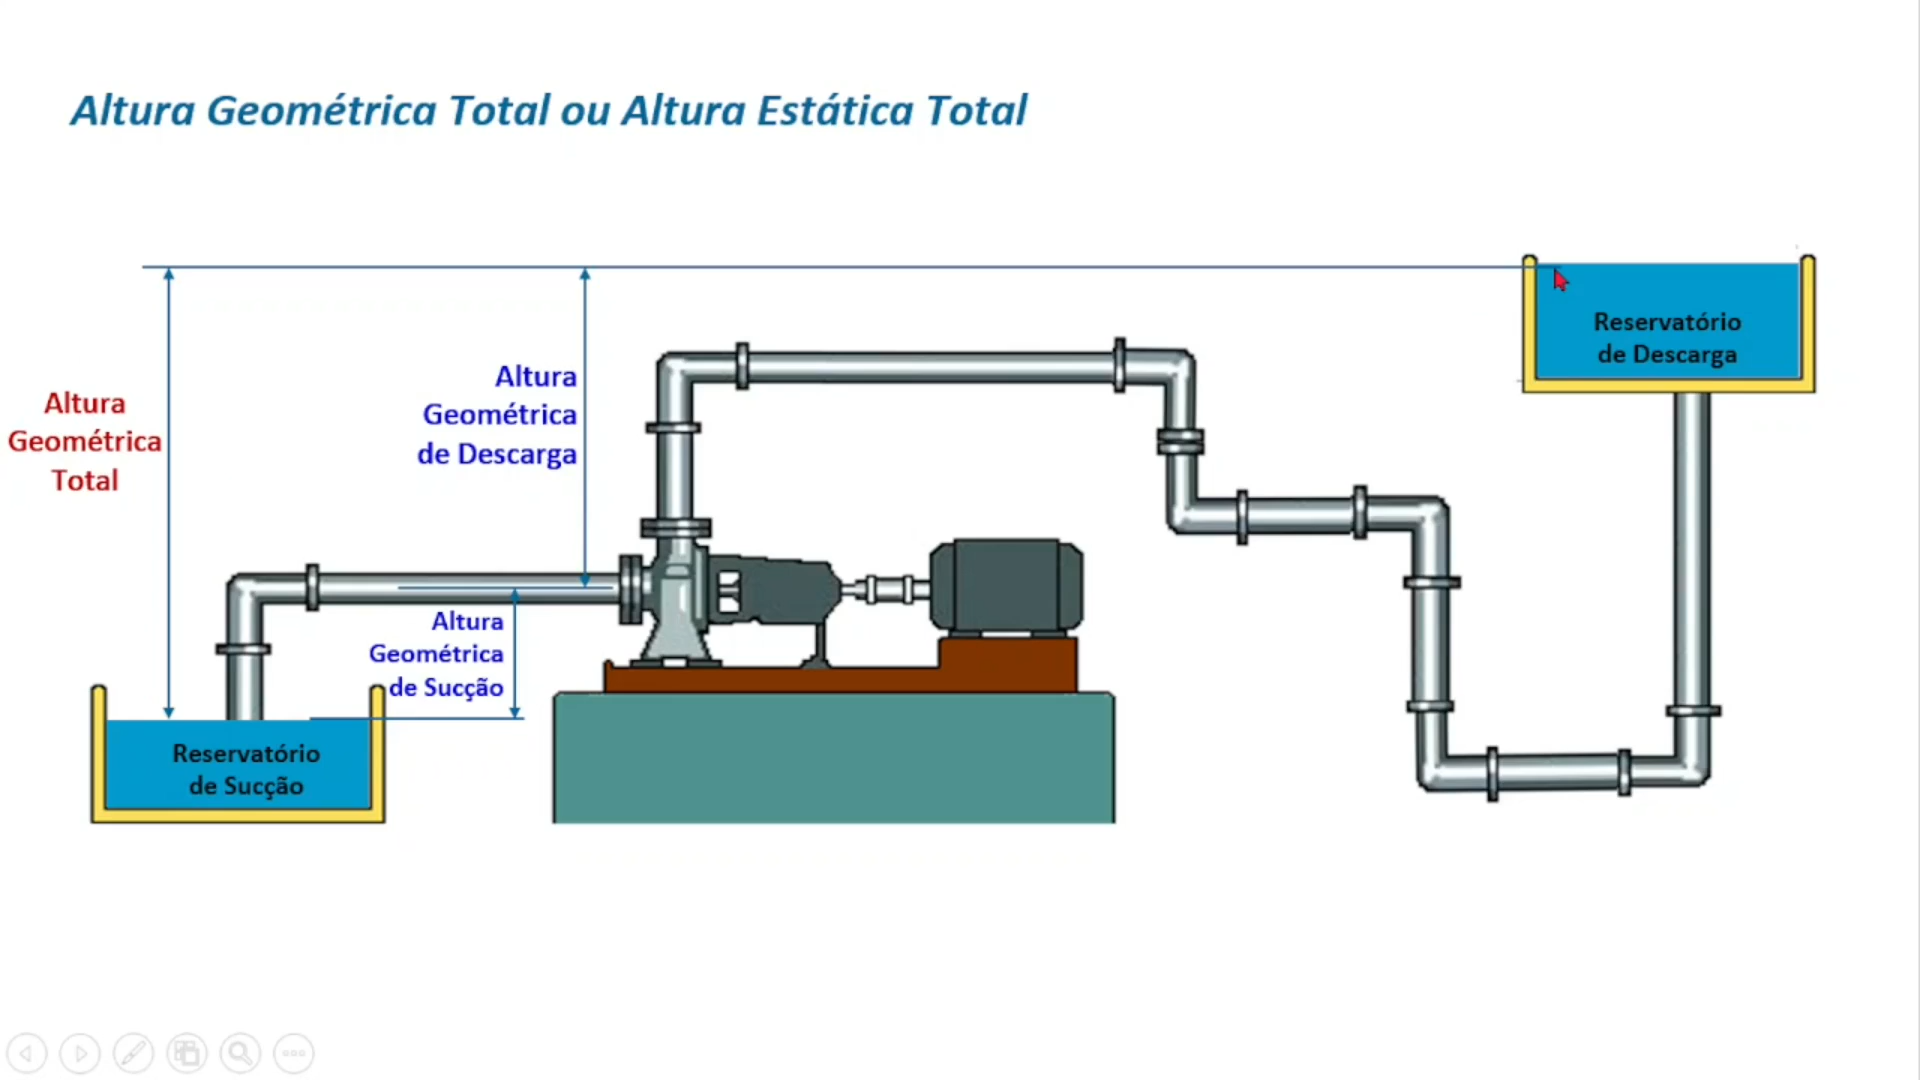 Altura Geométrica Total ou Altura Estática Total
Altura
Geométrica
Total
Altura
Geométrica
de Descarga
Altura
Geométrica
de Sucção
Reservatório
de Sucção
Reservatório
de Descarga